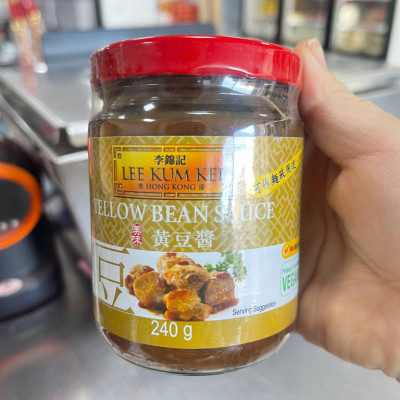 李錦記
LEE KUM KEE
香 HONG KONG 港
YELLOW BEAN SAUCE
美味 黃豆醬
豆
VEGAN
Serving Suggestion
240 g